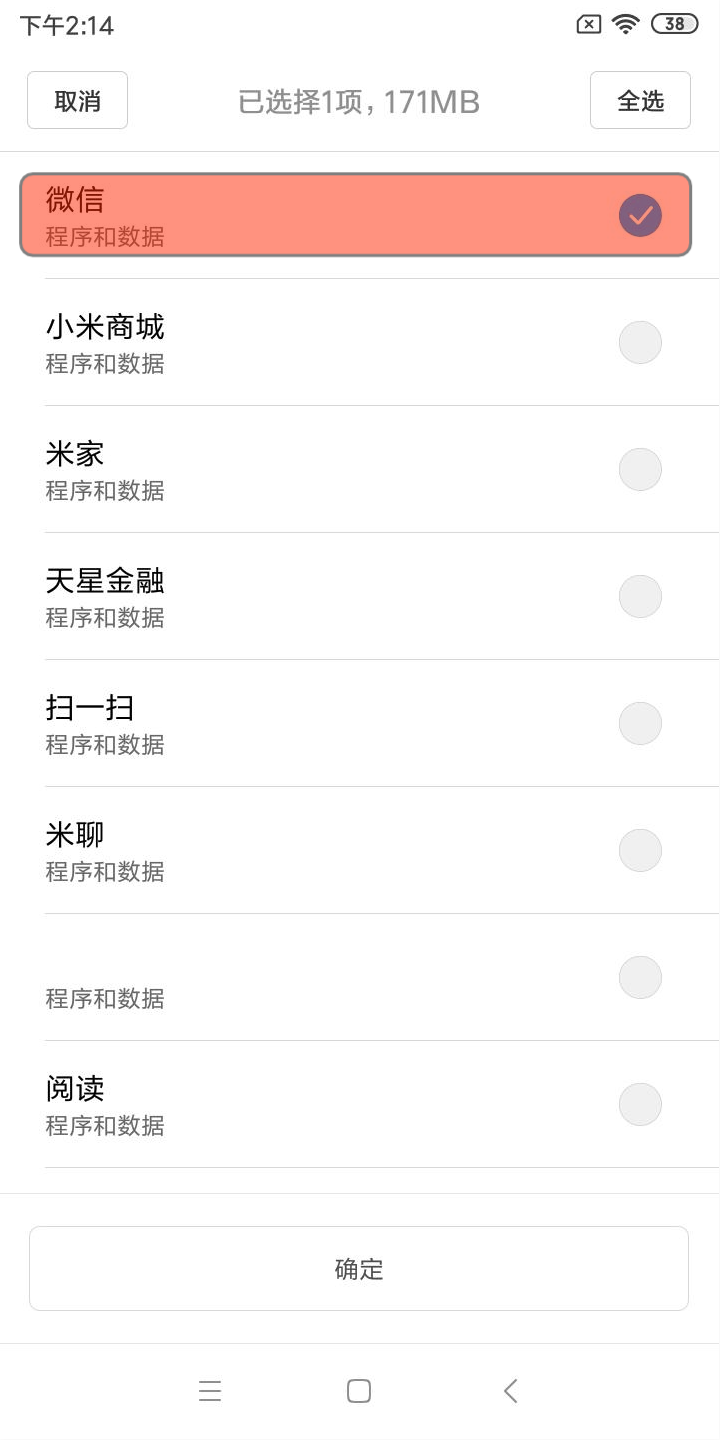 下午2:14
38
取消
已选择1项，171MB
全选
微信
程序和数据
小米商城
程序和数据
米家
程序和数据
天星金融
程序和数据
扫一扫
程序和数据
米聊
程序和数据
程序和数据
阅读
程序和数据
确定